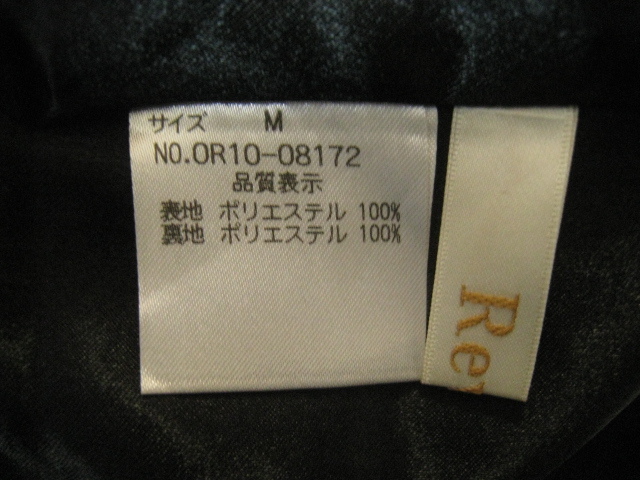 サイズ M
NO.OR10-08172
品質表示
表地 ポリエステル 100%
裏地 ポリエステル 100%
Re